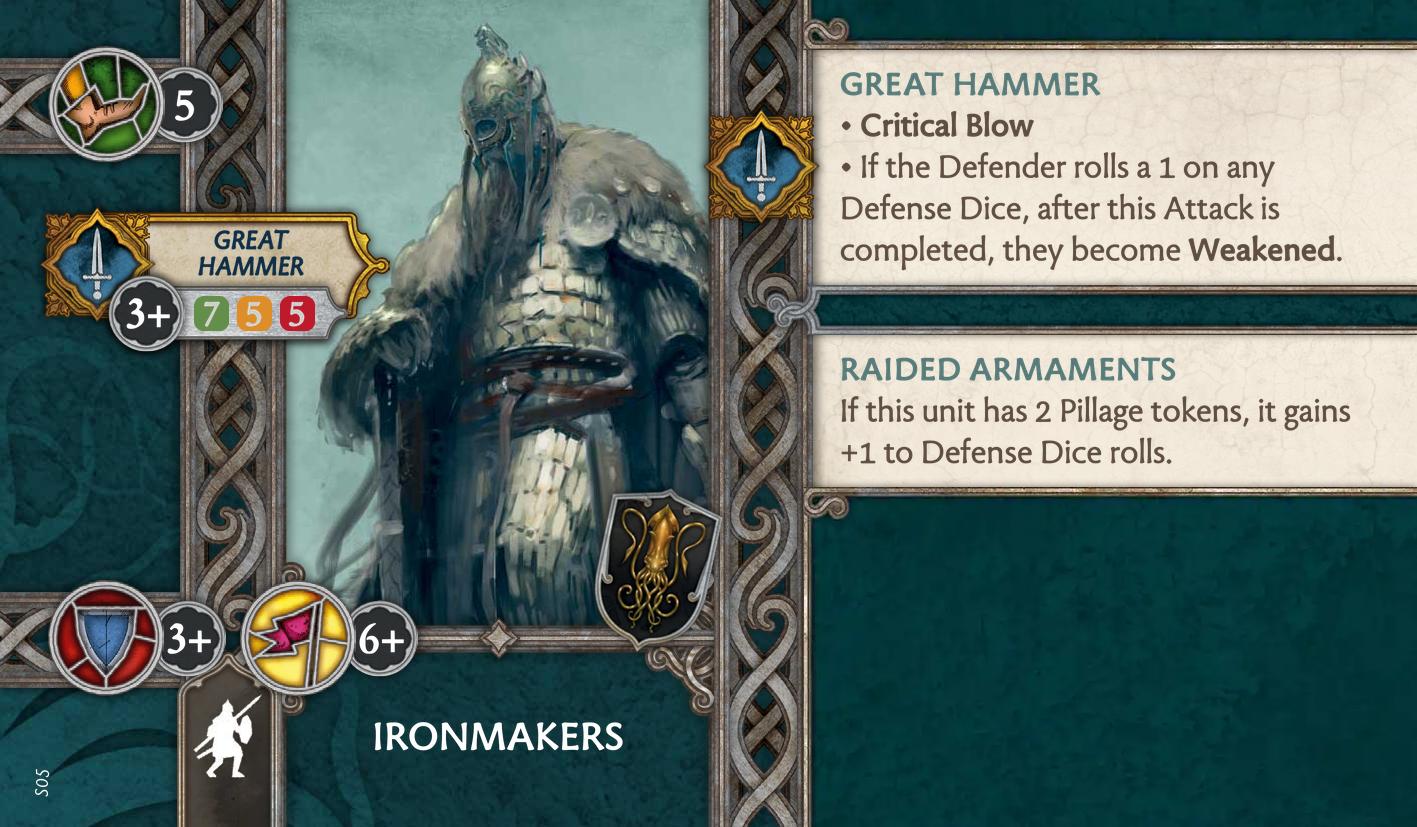 5
GREAT
HAMMER
3+ 7 5 5
3+ 6+
IRONMAKERS
S05
GREAT HAMMER
• Critical Blow
• If the Defender rolls a 1 on any
Defense Dice, after this Attack is
completed, they become Weakened.
RAIDED ARMAMENTS
If this unit has 2 Pillage tokens, it gains
+1 to Defense Dice rolls.